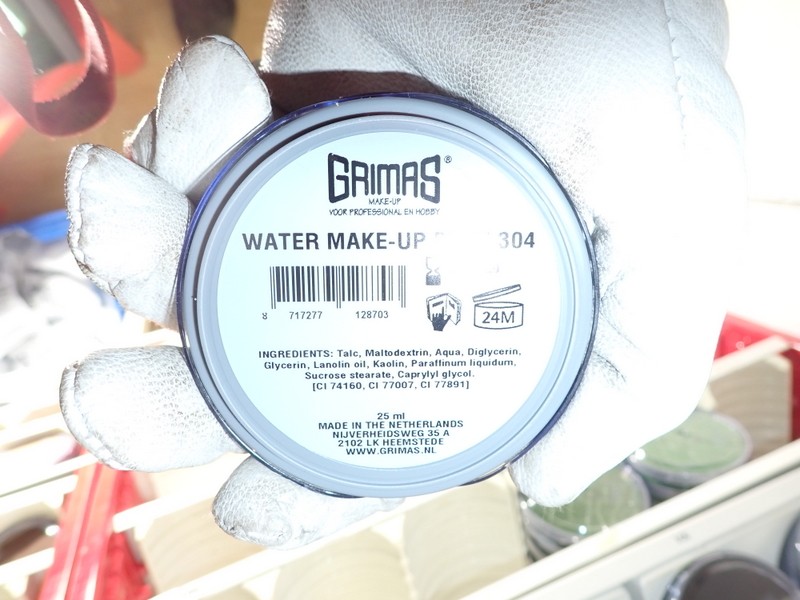 GRIMAS®
MAKE-UP
VOOR PROFESSIONAL EN HOBBY
WATER MAKE-UP 304
8 717277 128703
24M
INGREDIENTS: Talc, Maltodextrin, Aqua, Diglycerin,
Glycerin, Lanolin oil, Kaolin, Paraffinum liquidum,
Sucrose stearate, Caprylyl glycol.
[CI 74160, CI 77007, CI 77891]
25 ml
MADE IN THE NETHERLANDS
NIJVERHEIDSWEG 35 A
2102 LK HEEMSTEDE
WWW.GRIMAS.NL